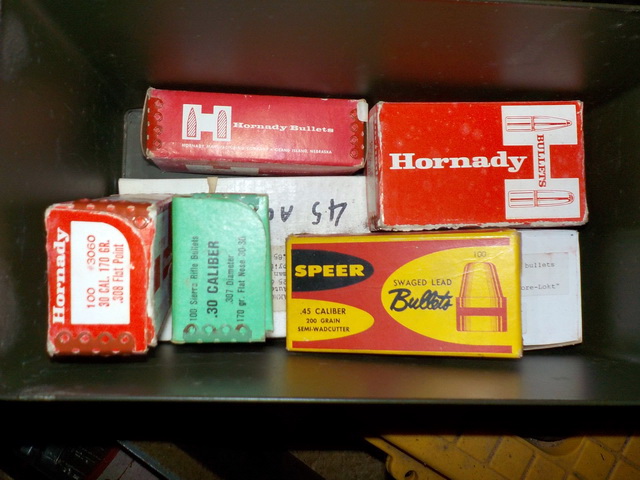 Hornady Bullets
Hornady
BULLETS
45 A
Hornady
100 #3060
30 CAL. 170 GR.
.308 Flat Point
100 Sierra Rifle Bullets
.30 CALIBER
.307 Diameter
170 gr. Flat Nose 30-30
SPEER
.45 CALIBER
200 GRAIN
SEMI-WADCUTTER
100
SWAGED LEAD
Bullets
bullets